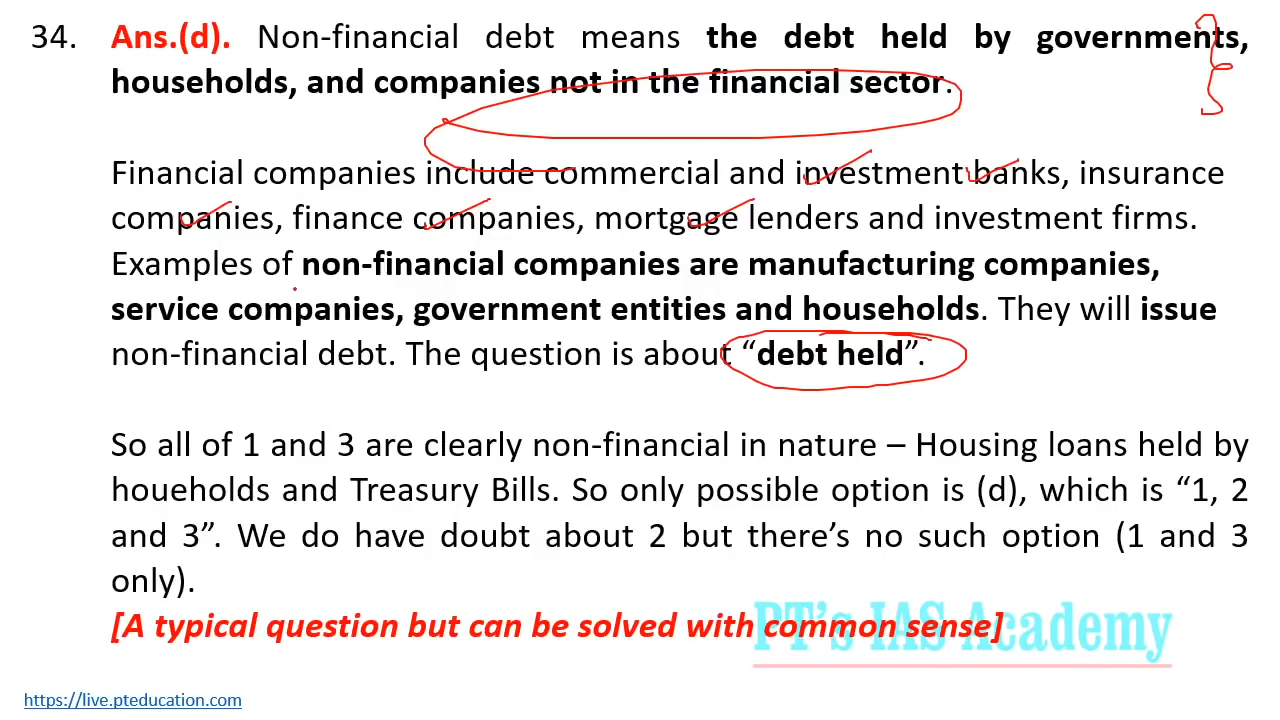 34. Ans.(d). Non-financial debt means the debt held by governments,
households, and companies not in the financial sector.
Financial companies include commercial and investment banks, insurance
companies, finance companies, mortgage lenders and investment firms.
Examples of non-financial companies are manufacturing companies,
service companies, government entities and households. They will issue
non-financial debt. The question is about “debt held”.
So all of 1 and 3 are clearly non-financial in nature – Housing loans held by
houeholds and Treasury Bills. So only possible option is (d), which is “1, 2
and 3”. We do have doubt about 2 but there’s no such option (1 and 3
only).
[A typical question but can be solved with common sense]
PT's IAS Academy
https://live.pteducation.com